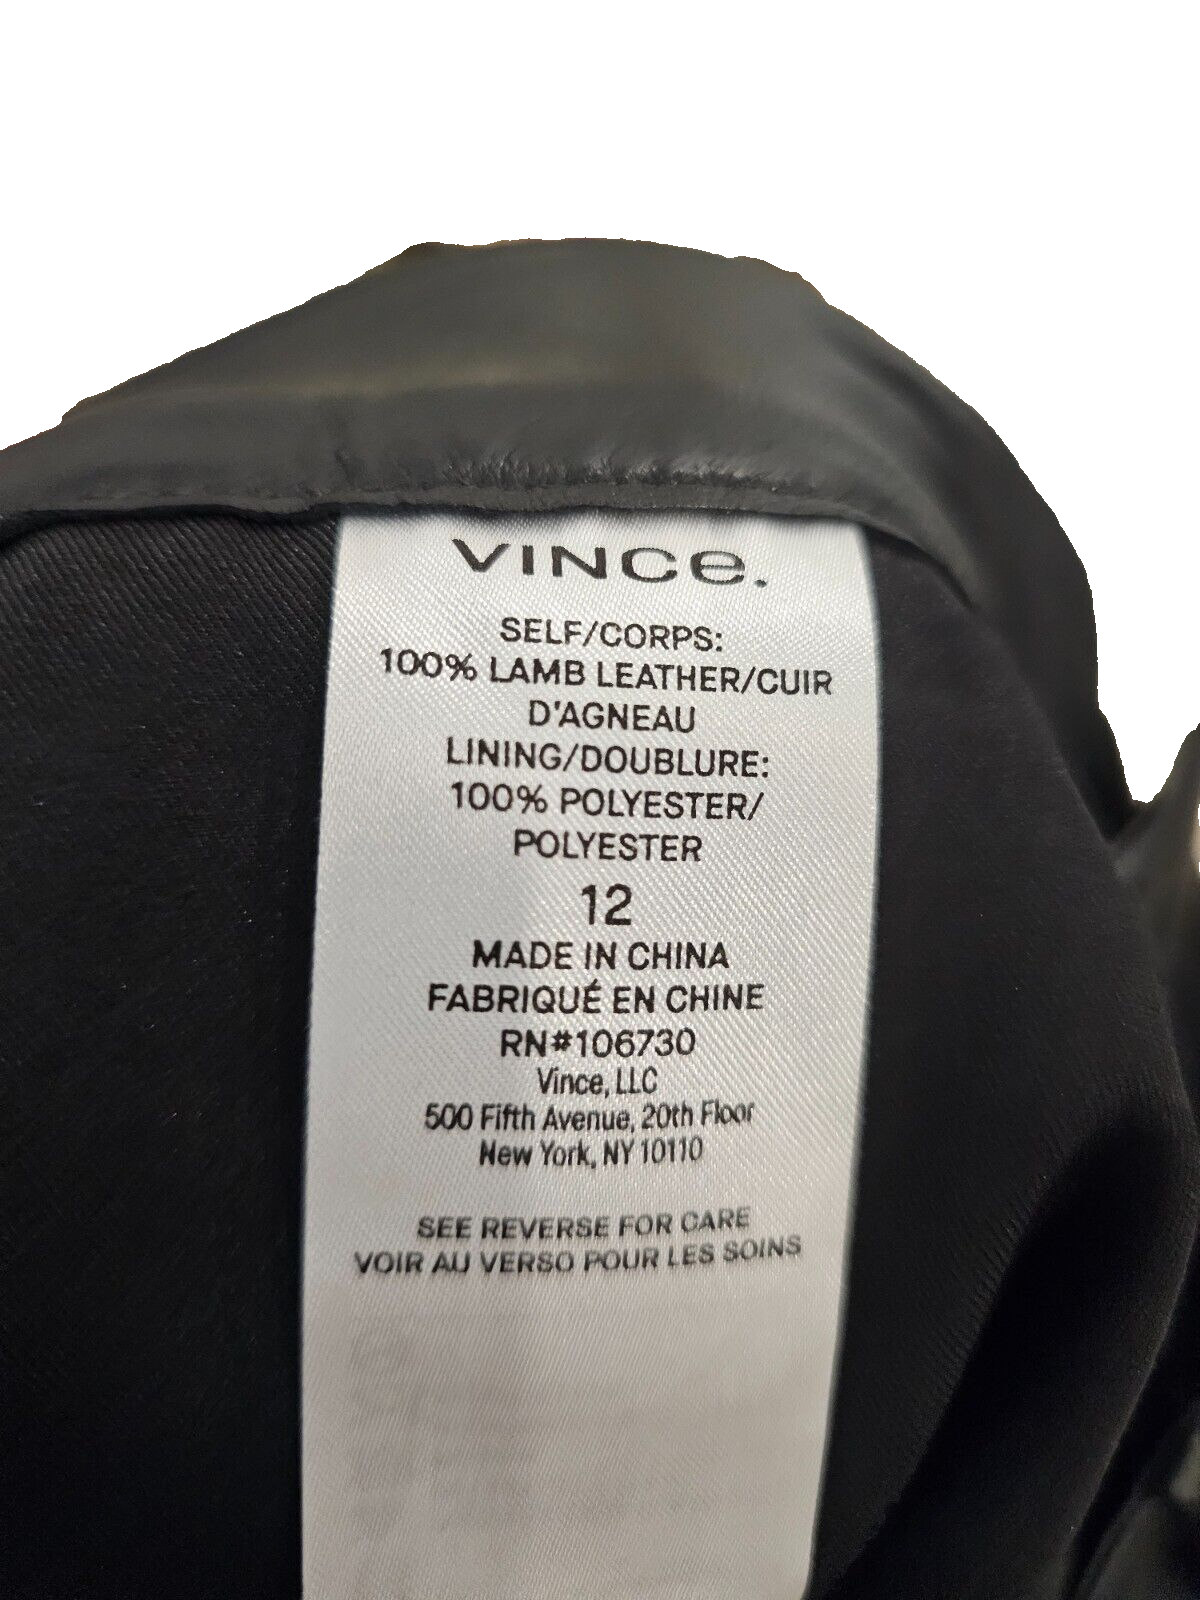 VINCe.
SELF/CORPS:
100% LAMB LEATHER/CUIR
D'AGNEAU
LINING/DOUBLURE:
100% POLYESTER/
POLYESTER
12
MADE IN CHINA
FABRIQUÉ EN CHINE
RN#106730
Vince, LLC
500 Fifth Avenue, 20th Floor
New York, NY 10110
SEE REVERSE FOR CARE
VOIR AU VERSO POUR LES SOINS